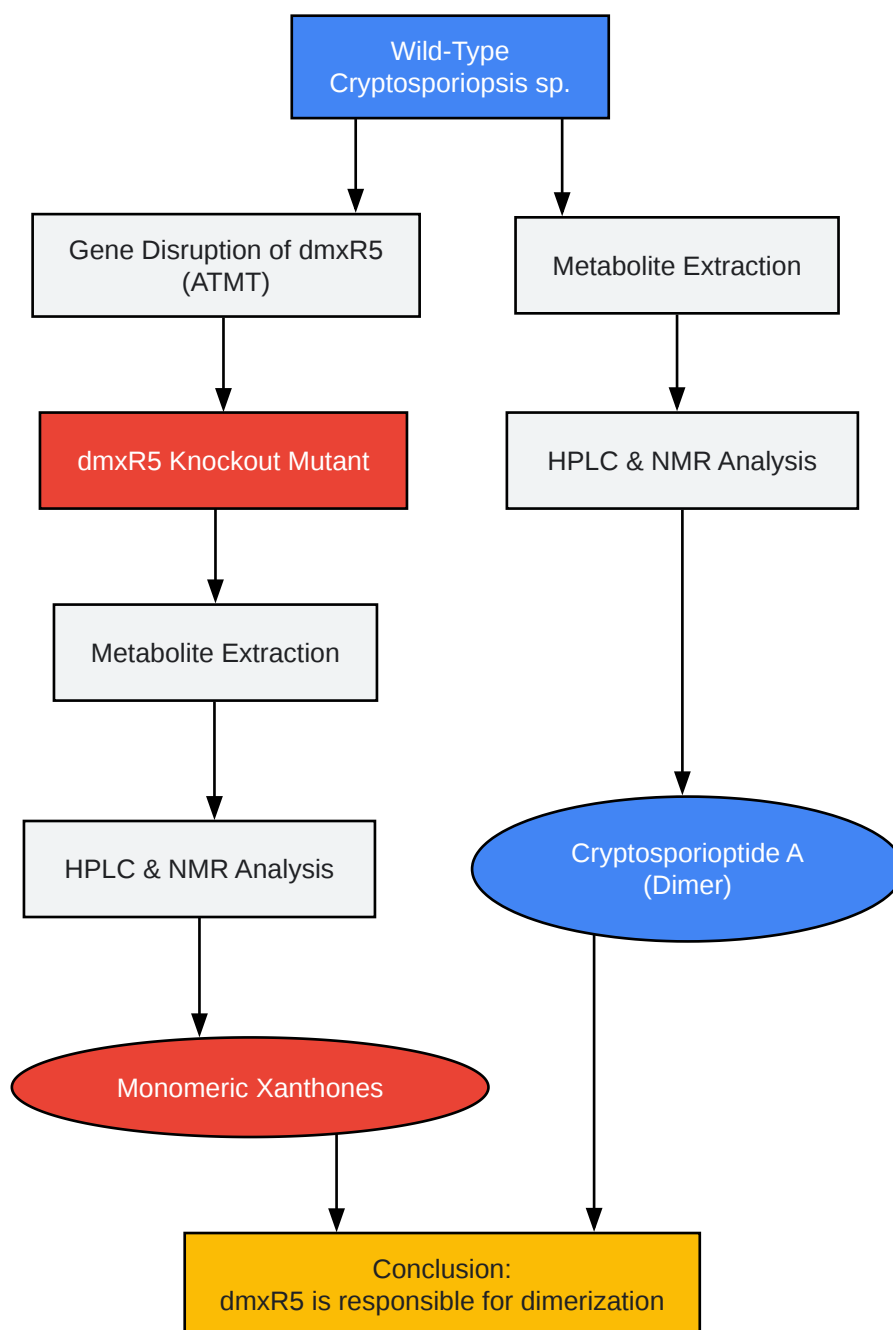 Wild-Type
Cryptosporiopsis sp.
Gene Disruption of dmxR5
(ATMT)
Metabolite Extraction
dmxR5 Knockout Mutant
HPLC & NMR Analysis
Metabolite Extraction
HPLC & NMR Analysis
Cryptosporioptide A
(Dimer)
Monomeric Xanthones
Conclusion:
dmxR5 is responsible for dimerization